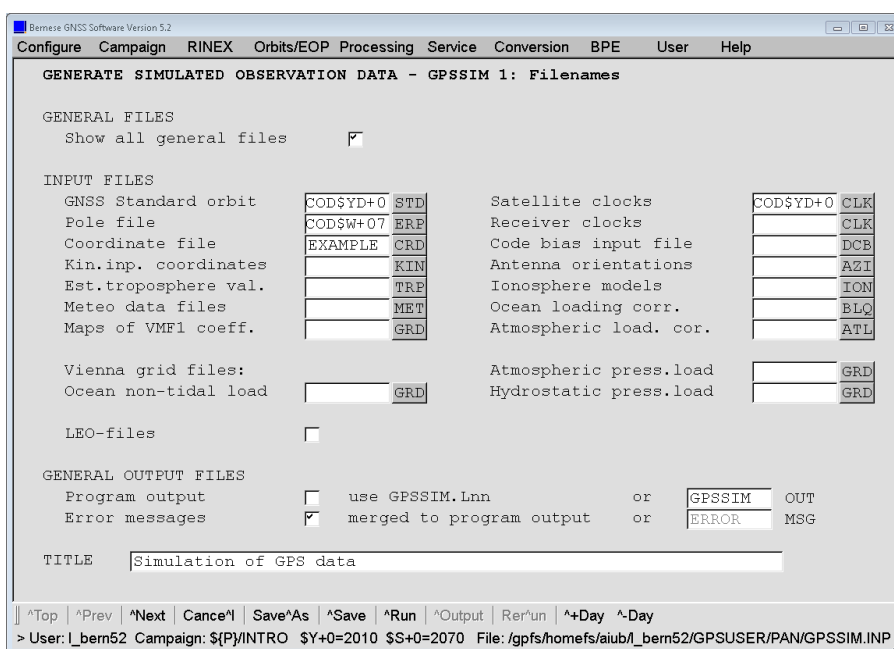 Bernese GNSS Software Version 5.2
Configure Campaign RINEX Orbits/EOP Processing Service Conversion BPE User Help
GENERATE SIMULATED OBSERVATION DATA - GPSSIM 1: Filenames
GENERAL FILES
Show all general files
INPUT FILES
GNSS Standard orbit COD$YD+0 STD Satellite clocks COD$YD+0 CLK
Pole file COD$W+07 ERP Receiver clocks CLK
Coordinate file EXAMPLE CRD Code bias input file DCB
Kin.inp. coordinates KIN Antenna orientations AZI
Est.troposphere val. TRP Ionosphere models ION
Meteo data files MET Ocean loading corr. BLQ
Maps of VMF1 coeff. GRD Atmospheric load. cor. ATL
Vienna grid files: Atmospheric press.load GRD
Ocean non-tidal load GRD Hydrostatic press.load GRD
LEO-files
GENERAL OUTPUT FILES
Program output use GPSSIM.Lnn or GPSSIM OUT
Error messages merged to program output or ERROR MSG
TITLE Simulation of GPS data
^Top | ^Prev | ^Next | Cance^l | Save^As | ^Save | ^Run | ^Output | Rer^un | ^+Day ^-Day
> User: l_bern52 Campaign: ${P}/INTRO $Y+0=2010 $S+0=2070 File: /gpfs/homefs/aiub/l_bern52/GPSUSER/PAN/GPSSIM.INP